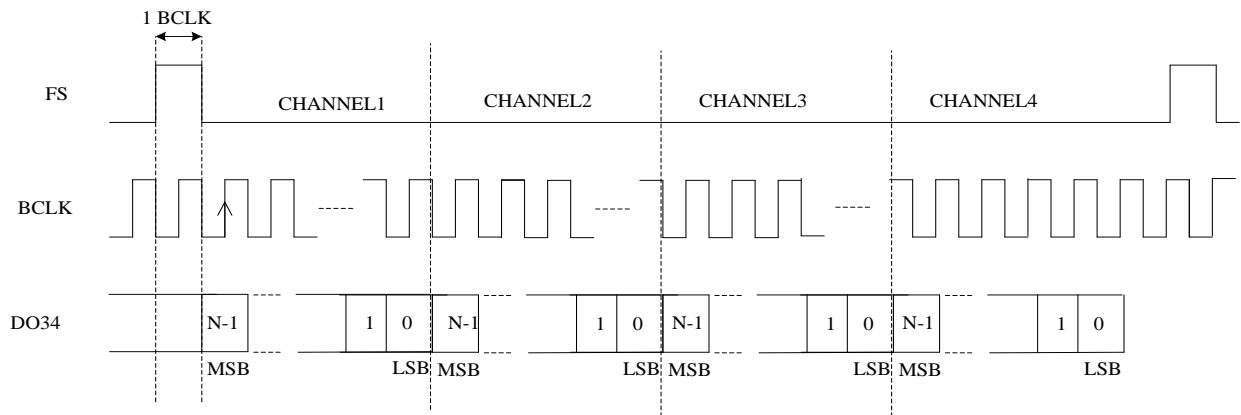 1 BCLK
FS
CHANNEL1 CHANNEL2 CHANNEL3 CHANNEL4
BCLK
DO34 N-1 1 0 N-1 1 0 N-1 1 0 N-1 1 0
MSB LSB MSB LSB MSB LSB MSB LSB